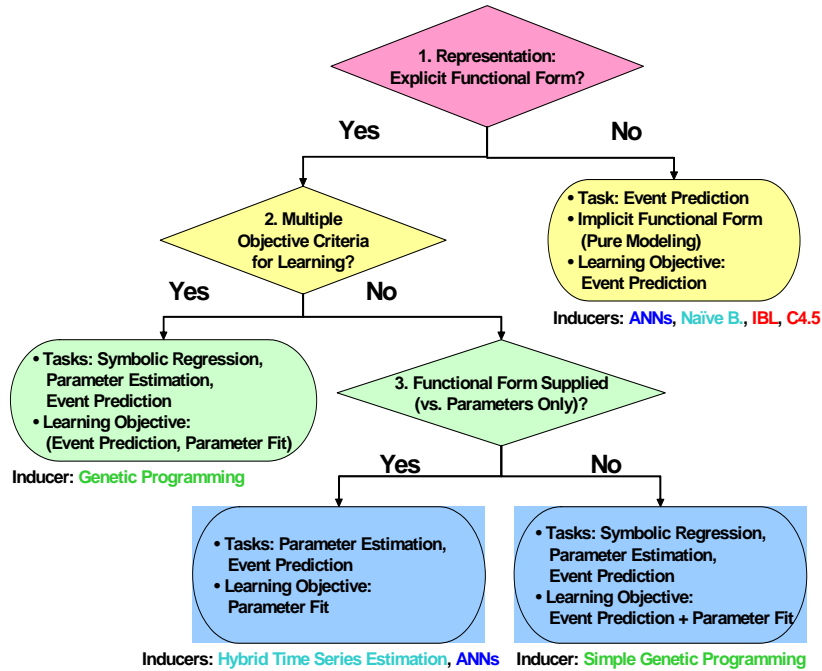 1. Representation:
Explicit Functional Form?
Yes
No
2. Multiple
Objective Criteria
for Learning?
• Task: Event Prediction
• Implicit Functional Form
(Pure Modeling)
• Learning Objective:
Event Prediction
Inducers: ANNs, Naïve B., IBL, C4.5
Yes
No
• Tasks: Symbolic Regression,
Parameter Estimation,
Event Prediction
• Learning Objective:
(Event Prediction, Parameter Fit)
Inducer: Genetic Programming
3. Functional Form Supplied
(vs. Parameters Only)?
Yes
No
• Tasks: Parameter Estimation,
Event Prediction
• Learning Objective:
Parameter Fit
Inducers: Hybrid Time Series Estimation, ANNs
• Tasks: Symbolic Regression,
Parameter Estimation,
Event Prediction
• Learning Objective:
Event Prediction + Parameter Fit
Inducer: Simple Genetic Programming